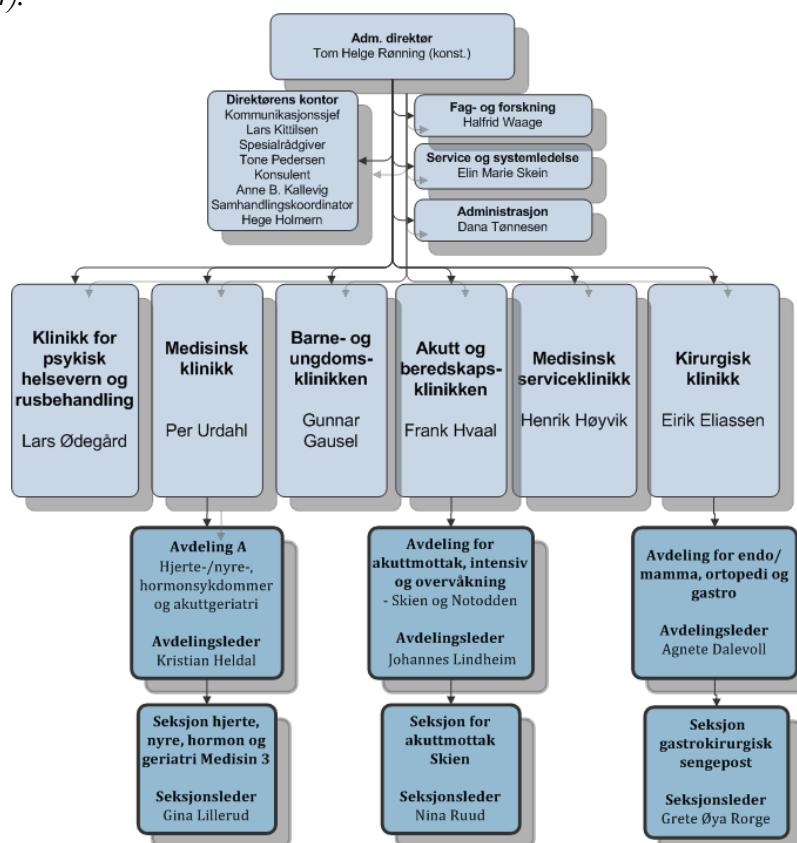 Adm. direktør
Tom Helge Rønning (konst.)
Direktørens kontor
Kommunikasjonssjef
Lars Kittilsen
Spesialrådgiver
Tone Pedersen
Konsulent
Anne B. Kallevig
Samhandlingskoordinator
Hege Holmern
Fag- og forskning
Halfrid Waage
Service og systemledelse
Elin Marie Skein
Administrasjon
Dana Tønnesen
Klinikk for
psykisk
helsevern og
rusbehandling
Lars Ødegård
Medisinsk
klinikk
Per Urdahl
Barne- og
ungdoms-
klinikken
Gunnar
Gausel
Akutt og
beredskaps-
klinikken
Frank Hvaal
Medisinsk
serviceklinikk
Henrik Høyvik
Kirurgisk
klinikk
Eirik Eliassen
Avdeling A
Hjerte-/nyre-,
hormonsykdommer
og akuttgeriatri
Avdelingsleder
Kristian Heldal
Avdeling for
akuttmottak, intensiv
og overvåkning
- Skien og Notodden
Avdelingsleder
Johannes Lindheim
Avdeling for endo/
mamma, ortopedi og
gastro
Avdelingsleder
Agnete Dalevoll
Seksjon hjerte,
nyre, hormon og
geriatri Medisin 3
Seksjonsleder
Gina Lillerud
Seksjon for
akuttmottak
Skien
Seksjonsleder
Nina Ruud
Seksjon
gastrokirurgisk
sengepost
Seksjonsleder
Grete Øya Rorge